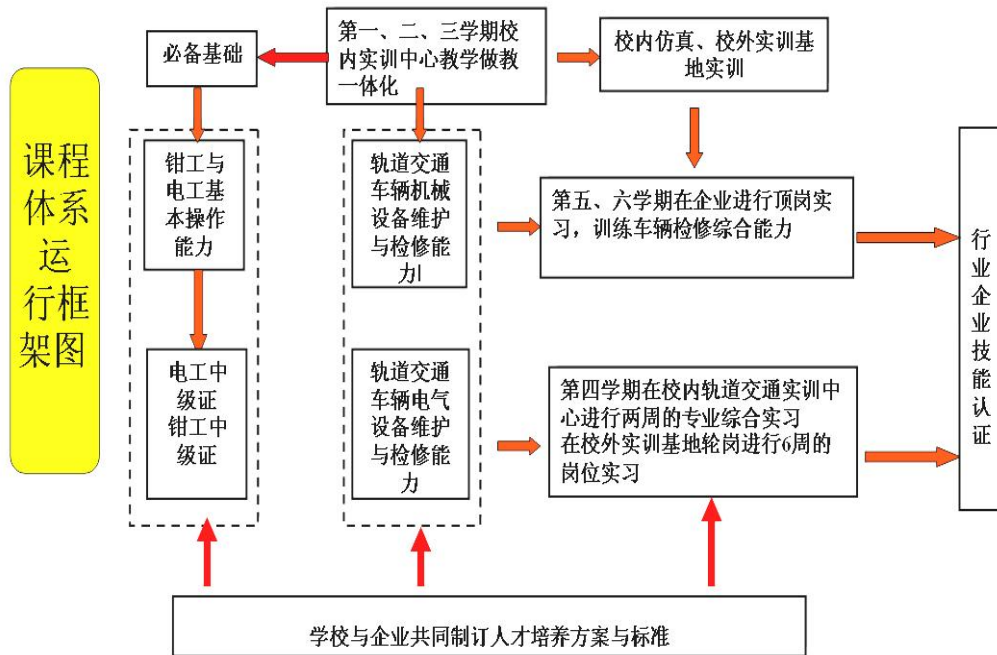 课程
体系
运
行框
架图
必备基础
第一、二、三学期校
内实训中心教学做教
一体化
校内仿真、校外实训基
地实训
钳工与
电工基
本操作
能力
轨道交通
车辆机械
设备维护
与检修能
力
第五、六学期在企业进行顶岗实
习，训练车辆检修综合能力
行
业
企
业
技
能
认
证
电工中
级证
钳工中
级证
轨道交通
车辆电气
设备维护
与检修能
力
第四学期在校内轨道交通实训中
心进行两周的专业综合实习
在校外实训基地轮岗进行6周的
岗位实习
学校与企业共同制订人才培养方案与标准